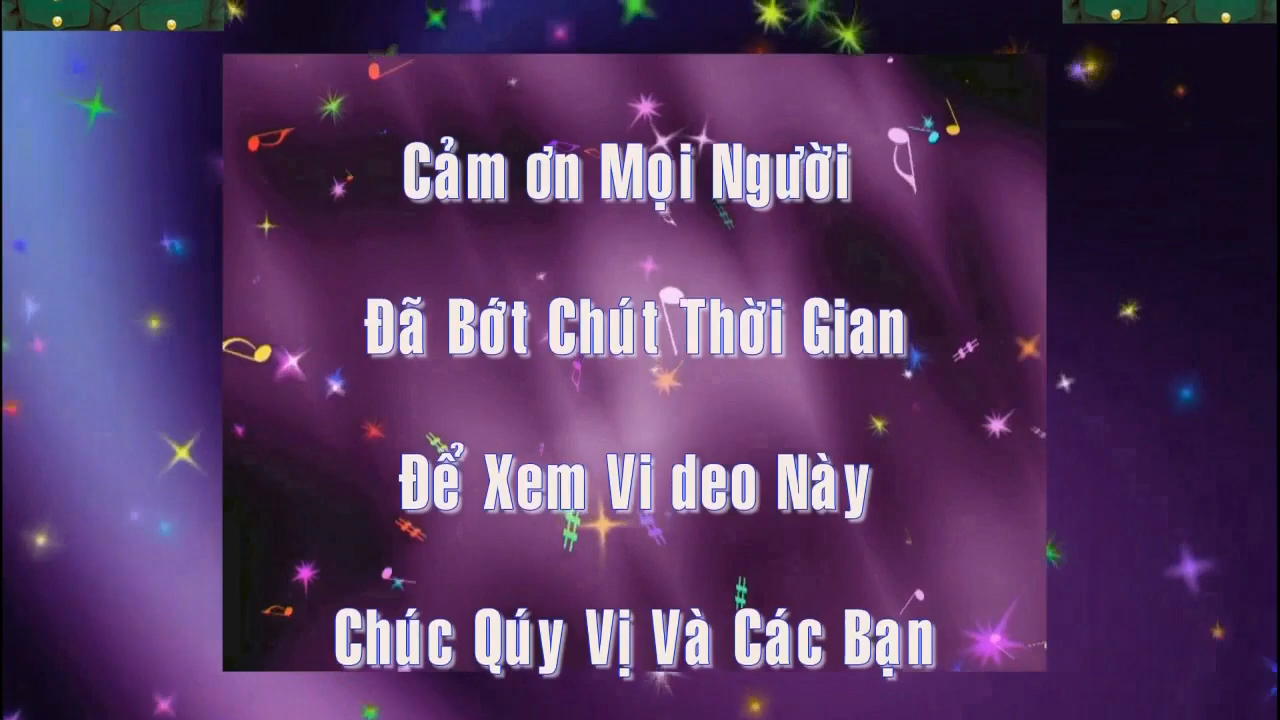 Cảm ơn Mọi Người
Đã Bớt Chút Thời Gian
Để Xem Vi deo Này
Chúc Qúy Vị Và Các Bạn